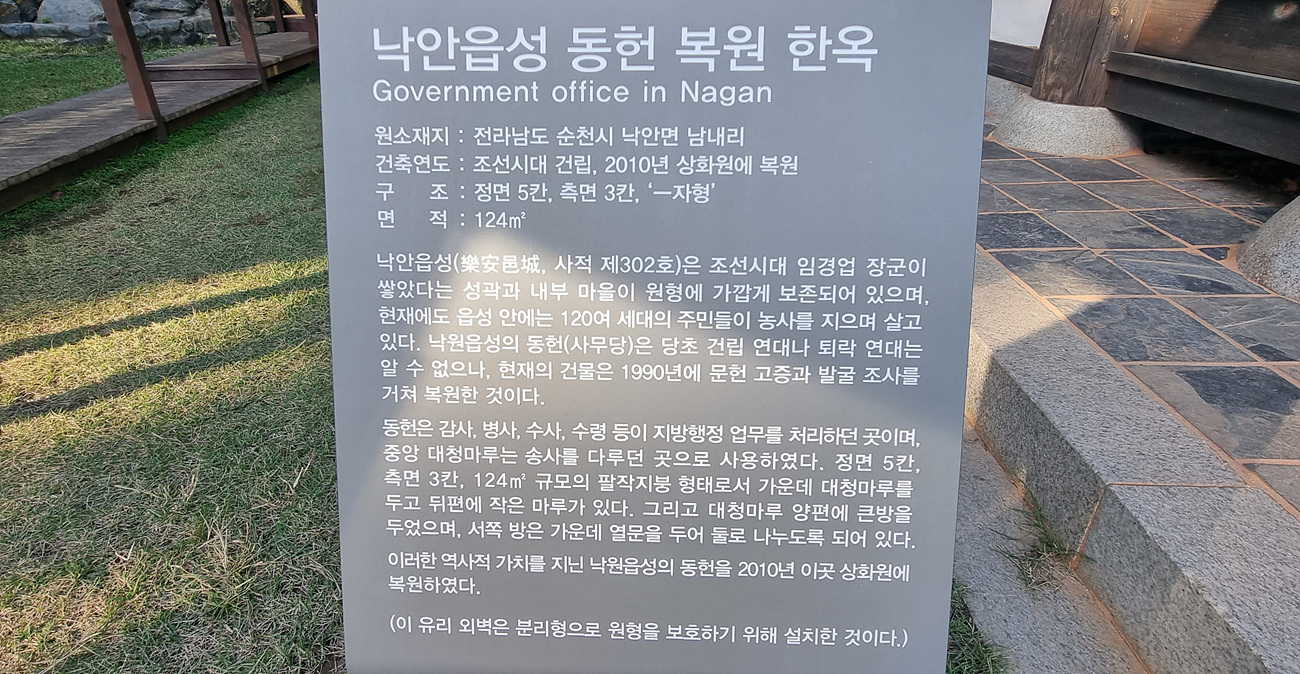 낙안읍성 동헌 복원 한옥
Government office in Nagan
원소재지 : 전라남도 순천시 낙안면 남내리
건축연도 : 조선시대 건립, 2010년 상화원에 복원
구 조 : 정면 5칸, 측면 3칸, ‘一자형’
면 적 : 124㎡
낙안읍성(樂安邑城, 사적 제302호)은 조선시대 임경업 장군이
쌓았다는 성곽과 내부 마을이 원형에 가깝게 보존되어 있으며,
현재에도 읍성 안에는 120여 세대의 주민들이 농사를 지으며 살고
있다. 낙원읍성의 동헌(사무당)은 당초 건립 연대나 퇴락 연대는
알 수 없으나, 현재의 건물은 1990년에 문헌 고증과 발굴 조사를
거쳐 복원한 것이다.
동헌은 감사, 병사, 수사, 수령 등이 지방행정 업무를 처리하던 곳이며,
중앙 대청마루는 송사를 다루던 곳으로 사용하였다. 정면 5칸,
측면 3칸, 124㎡ 규모의 팔작지붕 형태로서 가운데 대청마루를
두고 뒤편에 작은 마루가 있다. 그리고 대청마루 양편에 큰방을
두었으며, 서쪽 방은 가운데 열문을 두어 둘로 나누도록 되어 있다.
이러한 역사적 가치를 지닌 낙원읍성의 동헌을 2010년 이곳 상화원에
복원하였다.
(이 유리 외벽은 분리형으로 원형을 보호하기 위해 설치한 것이다.)